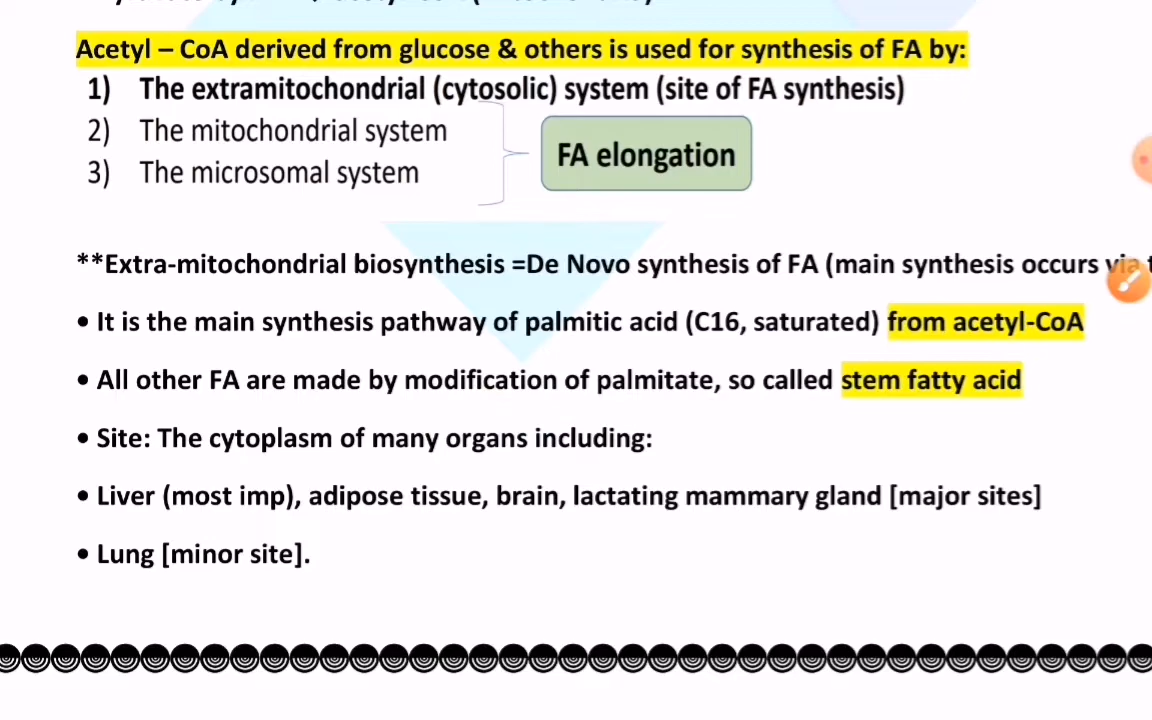 Acetyl – CoA derived from glucose & others is used for synthesis of FA by:
1) The extramitochondrial (cytosolic) system (site of FA synthesis)
2) The mitochondrial system
3) The microsomal system
FA elongation
**Extra-mitochondrial biosynthesis =De Novo synthesis of FA (main synthesis occurs via
• It is the main synthesis pathway of palmitic acid (C16, saturated) from acetyl-CoA
• All other FA are made by modification of palmitate, so called stem fatty acid
• Site: The cytoplasm of many organs including:
• Liver (most imp), adipose tissue, brain, lactating mammary gland [major sites]
• Lung [minor site].